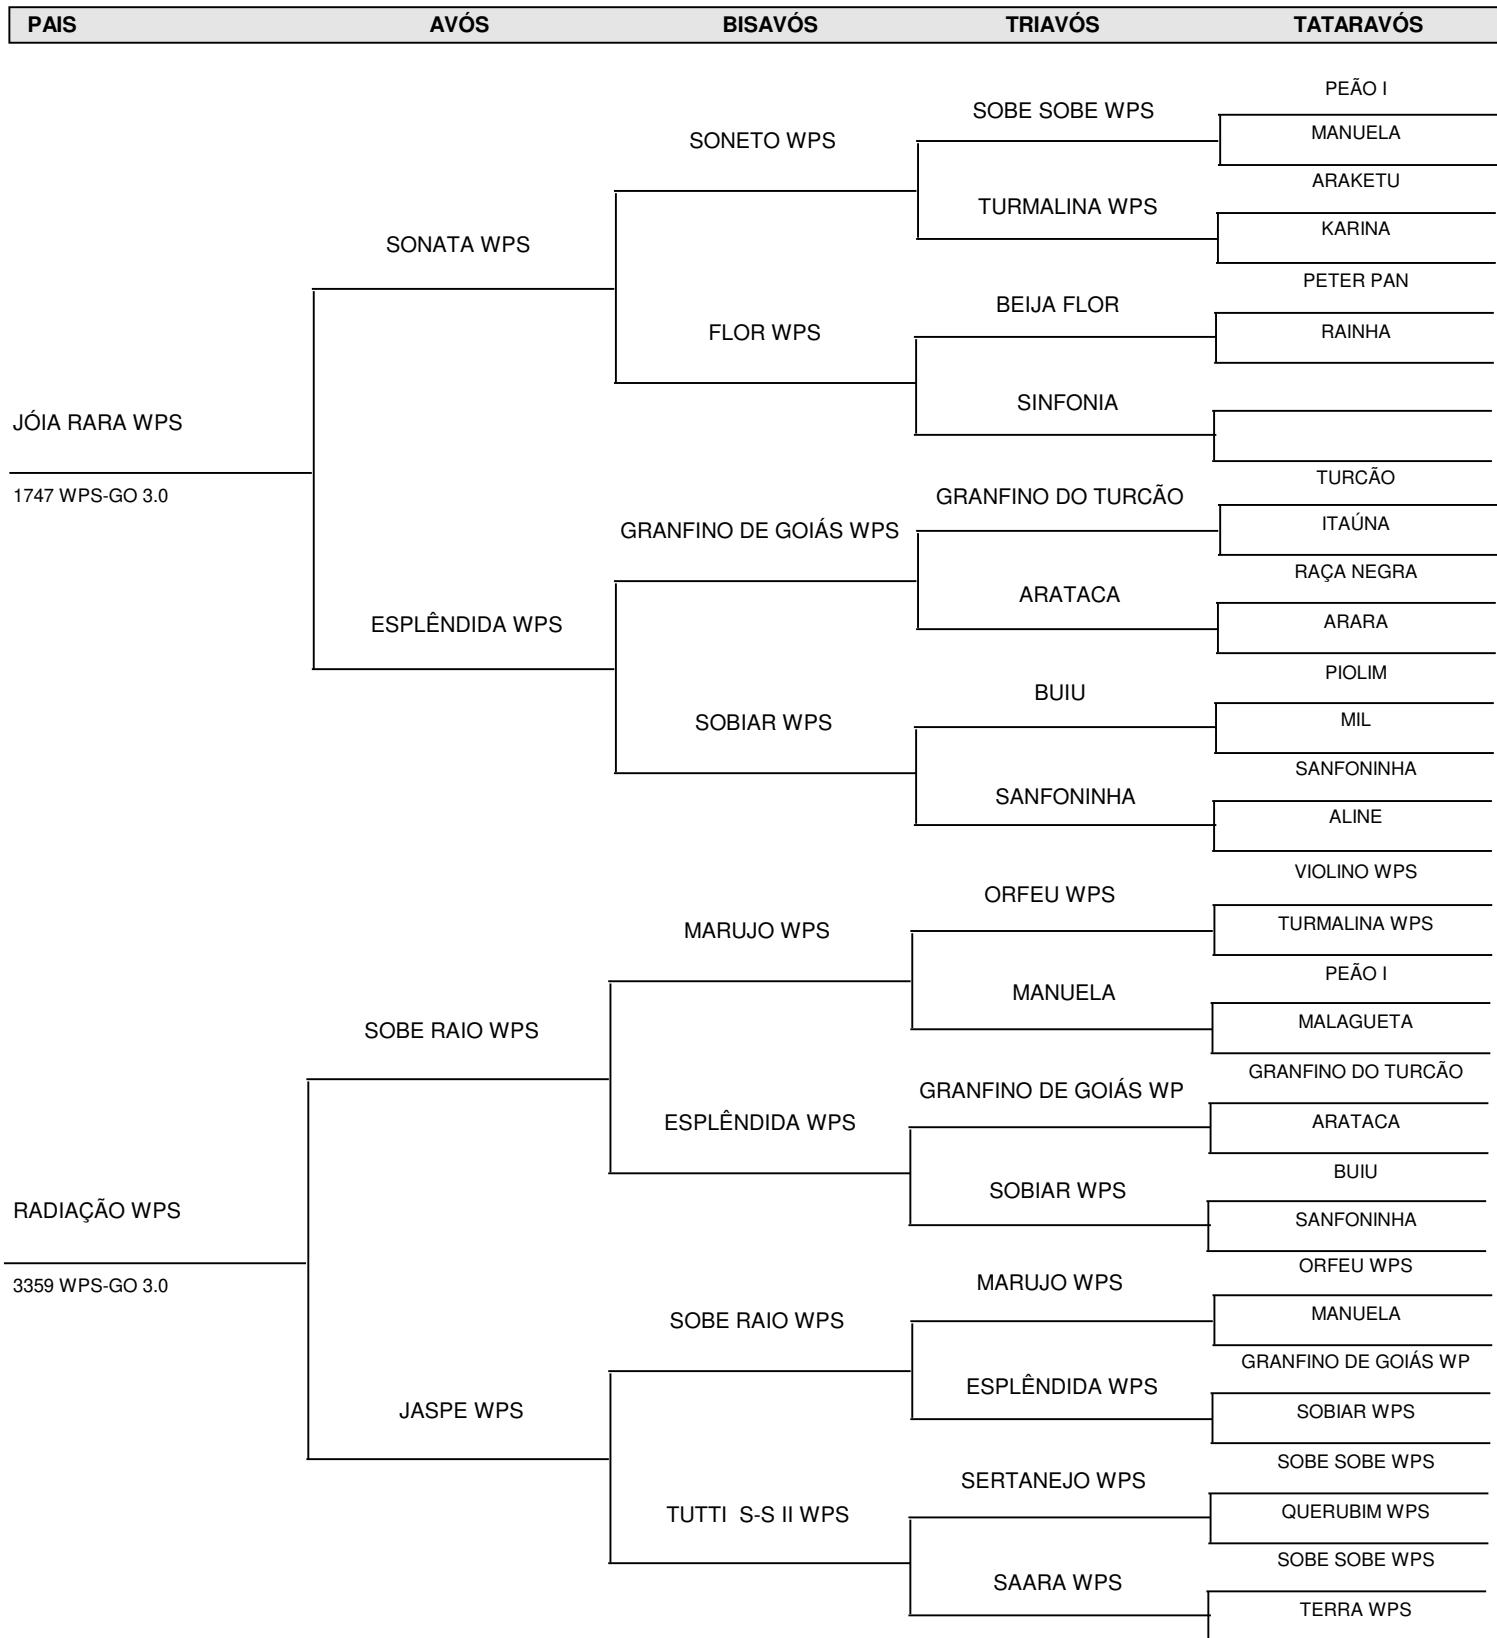 PAIS AVÓS BISAVÓS TRIAVÓS TATARAVÓS
PEÃO I
SOBE SOBE WPS
MANUELA
SONETO WPS
ARAKETU
TURMALINA WPS
KARINA
SONATA WPS
PETER PAN
BEIJA FLOR
RAINHA
FLOR WPS
SINFONIA
JÓIA RARA WPS
1747 WPS-GO 3.0
TURCÃO
GRANFINO DO TURCÃO
ITAÚNA
GRANFINO DE GOIÁS WPS
RAÇA NEGRA
ARATACA
ARARA
ESPLÊNDIDA WPS
PIOLIM
BUIU
MIL
SOBIAR WPS
SANFONINHA
SANFONINHA
ALINE
VIOLINO WPS
ORFEU WPS
TURMALINA WPS
MARUJO WPS
PEÃO I
MANUELA
MALAGUETA
SOBE RAIO WPS
GRANFINO DO TURCÃO
GRANFINO DE GOIÁS WP
ARATACA
ESPLÊNDIDA WPS
BUIU
SOBIAR WPS
SANFONINHA
RADIAÇÃO WPS
3359 WPS-GO 3.0
ORFEU WPS
MARUJO WPS
MANUELA
SOBE RAIO WPS
GRANFINO DE GOIÁS WP
ESPLÊNDIDA WPS
SOBIAR WPS
JASPE WPS
SOBE SOBE WPS
SERTANEJO WPS
QUERUBIM WPS
TUTTI S-S II WPS
SOBE SOBE WPS
SAARA WPS
TERRA WPS